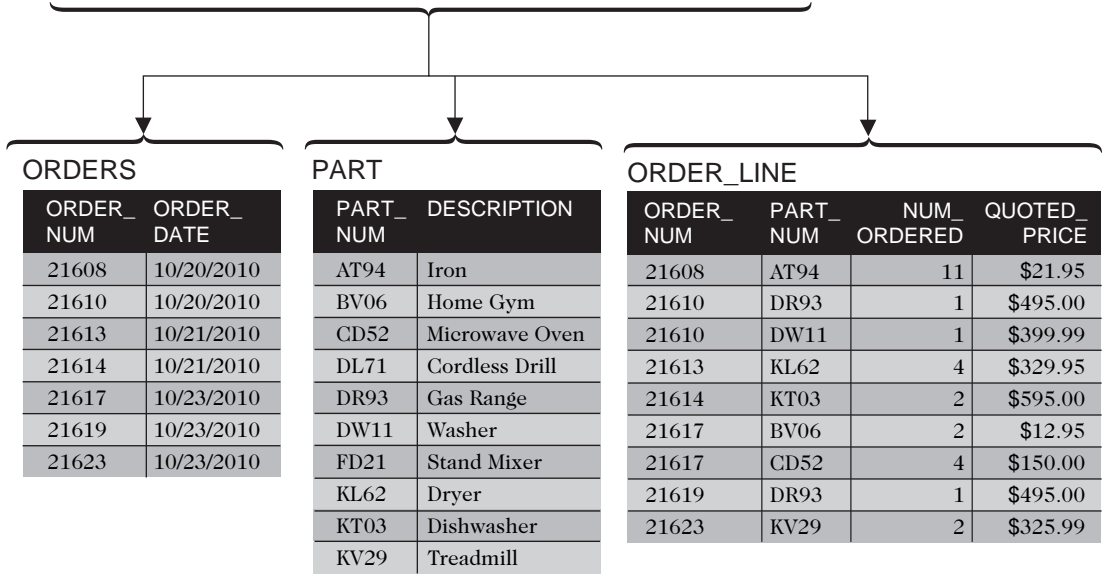 ORDERS
ORDER_ NUM ORDER_ DATE
21608 10/20/2010
21610 10/20/2010
21613 10/21/2010
21614 10/21/2010
21617 10/23/2010
21619 10/23/2010
21623 10/23/2010
PART
PART_ NUM DESCRIPTION
AT94 Iron
BV06 Home Gym
CD52 Microwave Oven
DL71 Cordless Drill
DR93 Gas Range
DW11 Washer
FD21 Stand Mixer
KL62 Dryer
KT03 Dishwasher
KV29 Treadmill
ORDER_LINE
ORDER_ NUM PART_ NUM NUM_ ORDERED QUOTED_ PRICE
21608 AT94 11 $21.95
21610 DR93 1 $495.00
21610 DW11 1 $399.99
21613 KL62 4 $329.95
21614 KT03 2 $595.00
21617 BV06 2 $12.95
21617 CD52 4 $150.00
21619 DR93 1 $495.00
21623 KV29 2 $325.99